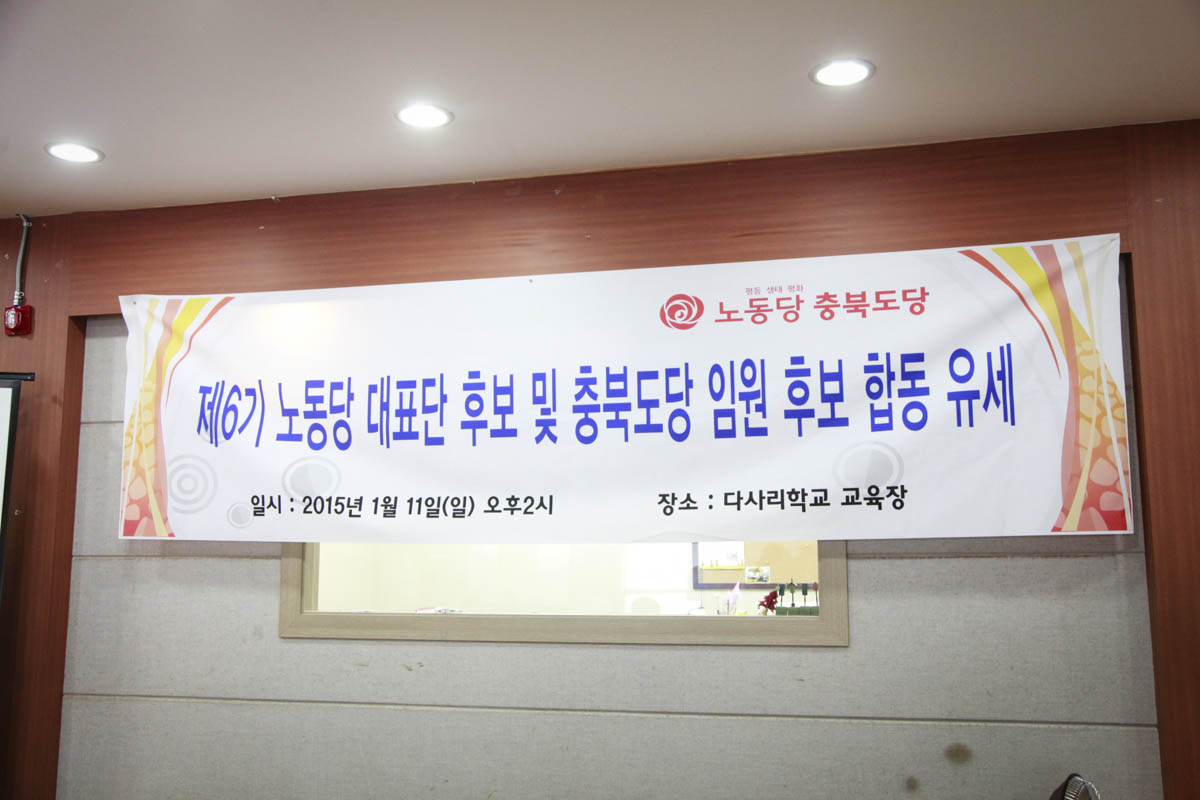 평등 생태 평화
노동당 충북도당
제6기 노동당 대표단 후보 및 충북도당 임원 후보 합동 유세
일시 : 2015년 1월 11일(일) 오후2시
장소 : 다사리학교 교육장